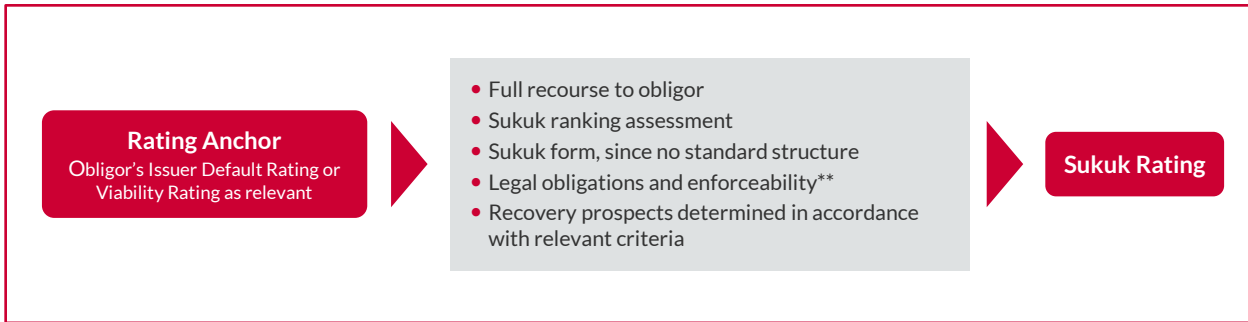 Rating Anchor
Obligor's Issuer Default Rating or
Viability Rating as relevant
• Full recourse to obligor
• Sukuk ranking assessment
• Sukuk form, since no standard structure
• Legal obligations and enforceability**
• Recovery prospects determined in accordance
with relevant criteria
Sukuk Rating